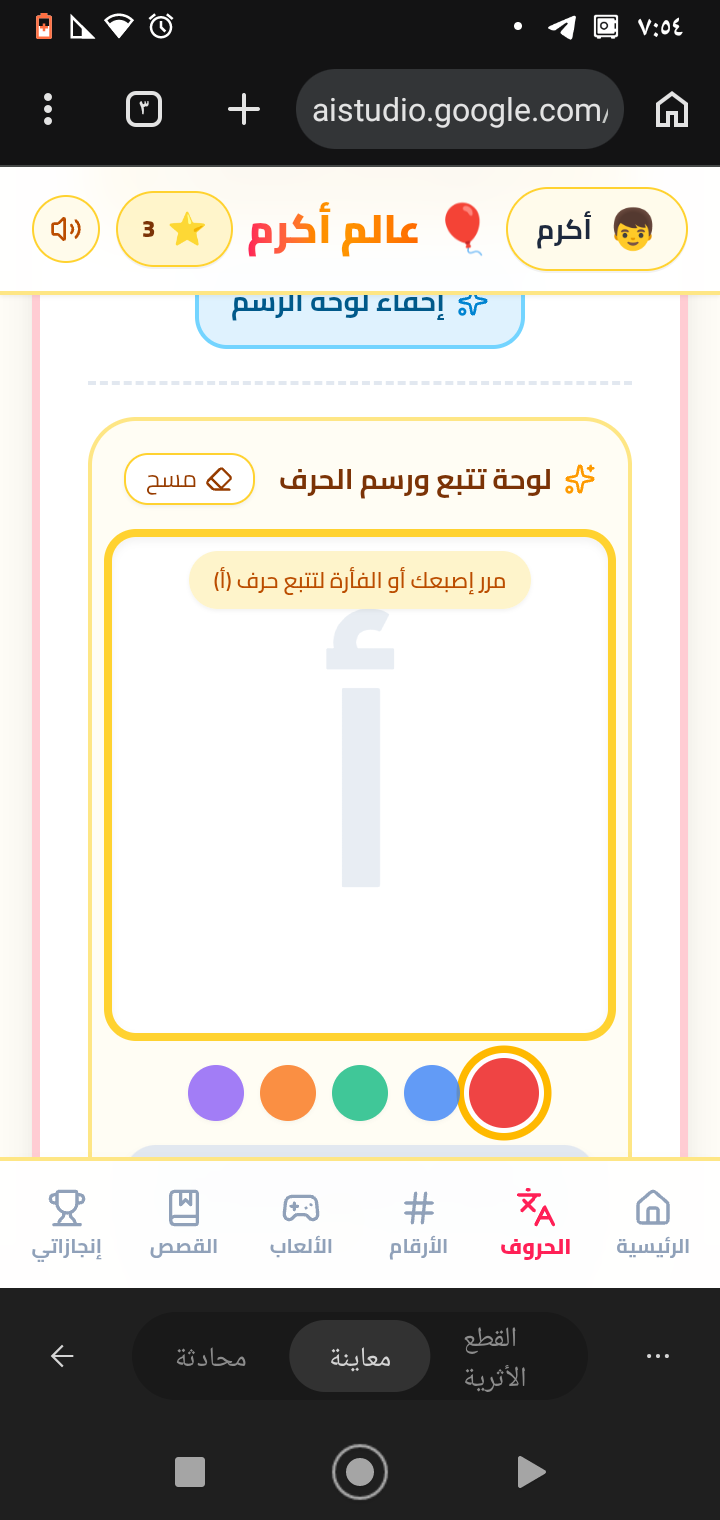 ٧:٥٤
٣
aistudio.google.com/
أكرم
عالم أكرم
3
إخفاء لوحة الرسم
لوحة تتبع ورسم الحرف
مسح
مرر إصبعك أو الفأرة لتتبع حرف (أ)
أ
الرئيسية
الحروف
الأرقام
الألعاب
القصص
إنجازاتي
القطع
الأثرية
معاينة
محادثة